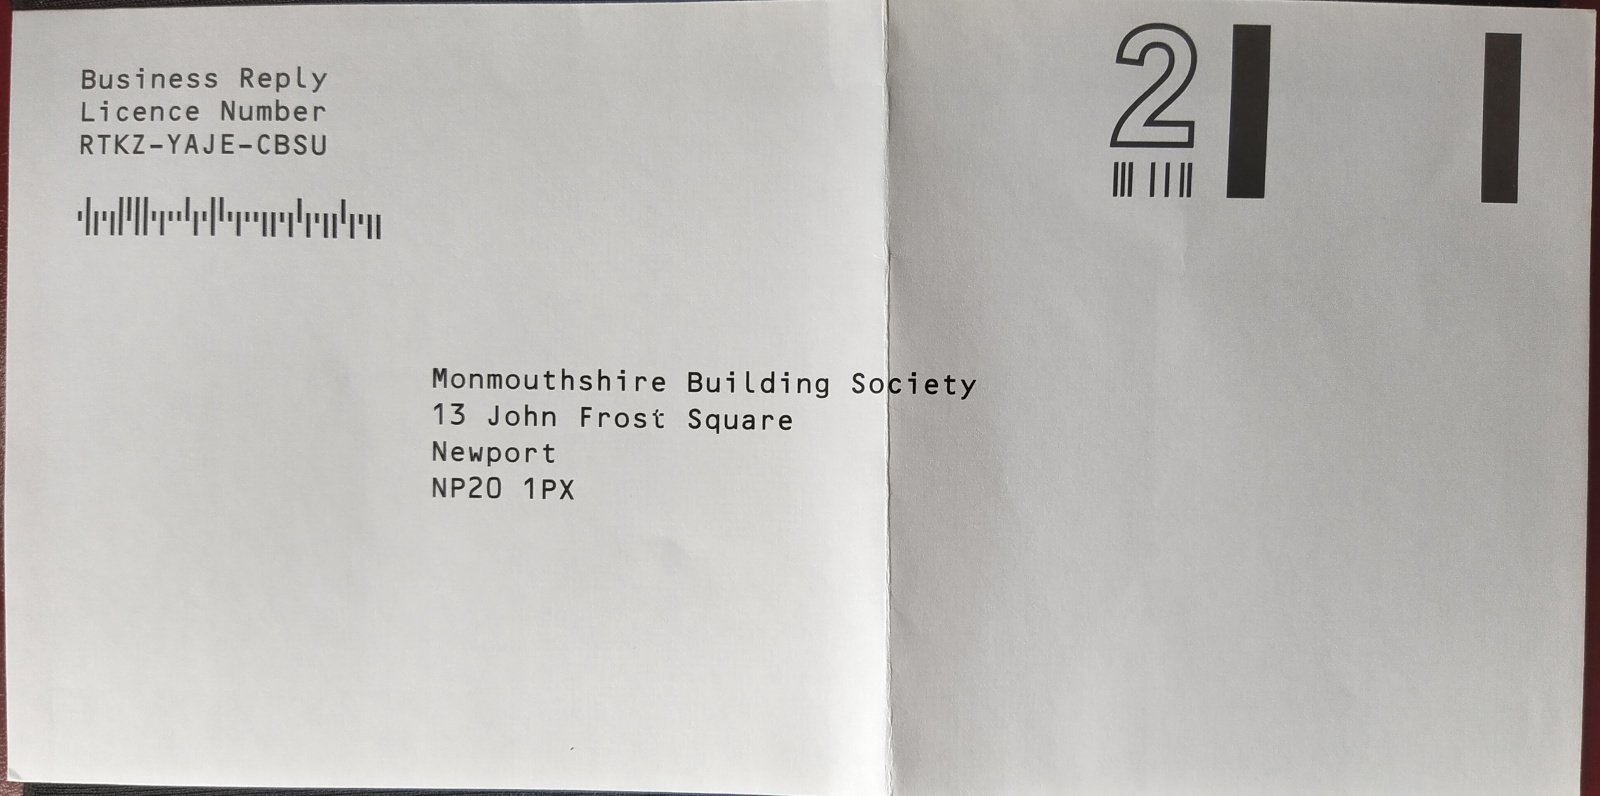 Business Reply
Licence Number
RTKZ-YAJE-CBSU
2
Monmouthshire Building Society
13 John Frost Square
Newport
NP20 1PX